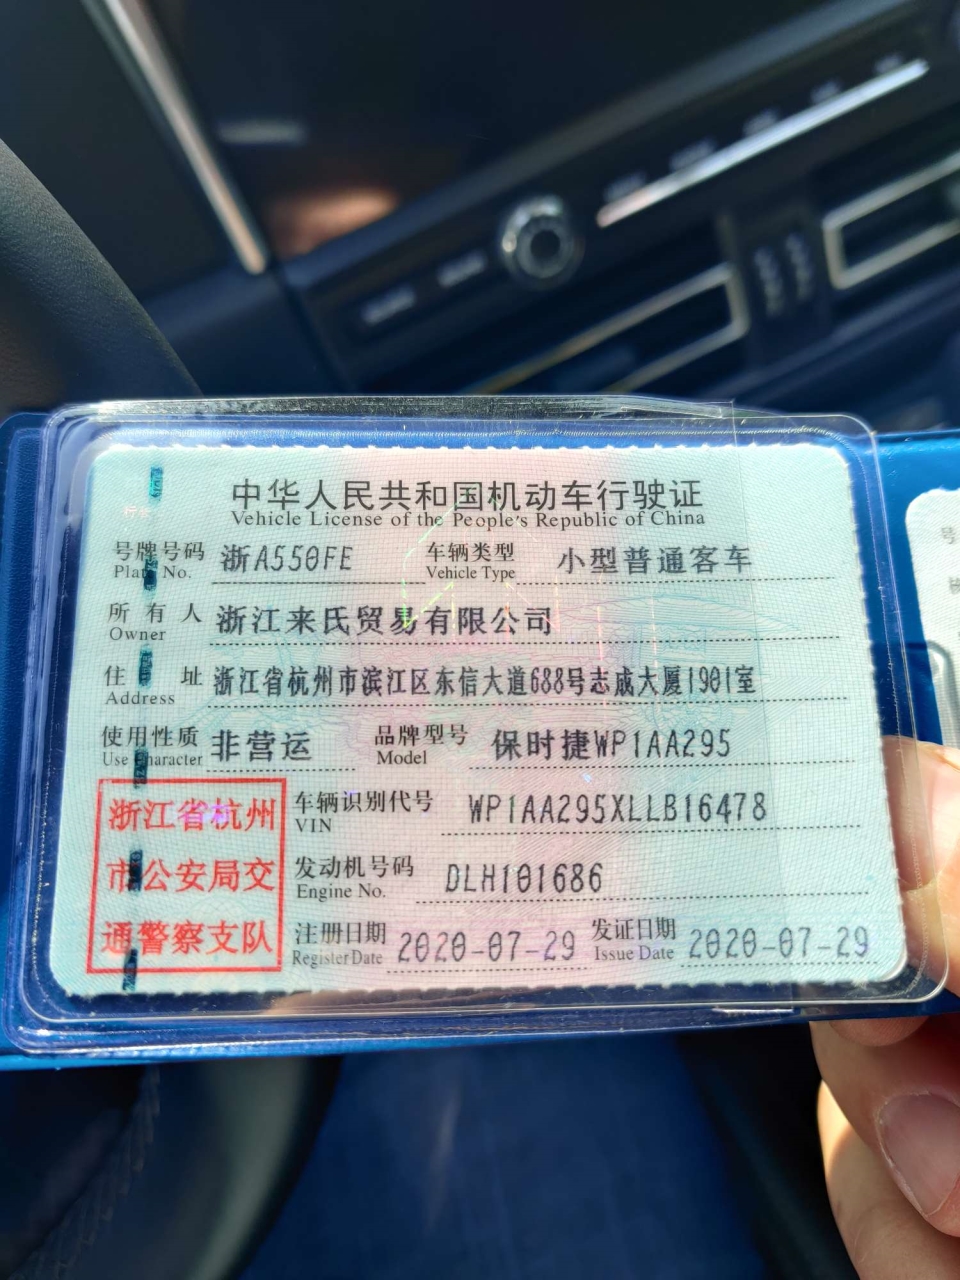 中华人民共和国机动车行驶证
Vehicle License of the People's Republic of China
号牌号码 浙A550FE 车辆类型 小型普通客车
Plate No. Vehicle Type
所有人 浙江来氏贸易有限公司
Owner
住址 浙江省杭州市滨江区东信大道688号志成大厦1901室
Address
使用性质 非营运 品牌型号 保时捷WP1AA295
Use Character Model
浙江省杭州
市公安局交
通警察支队
车辆识别代号 WP1AA295XLLB16478
VIN
发动机号码 DLH101686
Engine No.
注册日期 2020-07-29 发证日期 2020-07-29
Register Date Issue Date
号